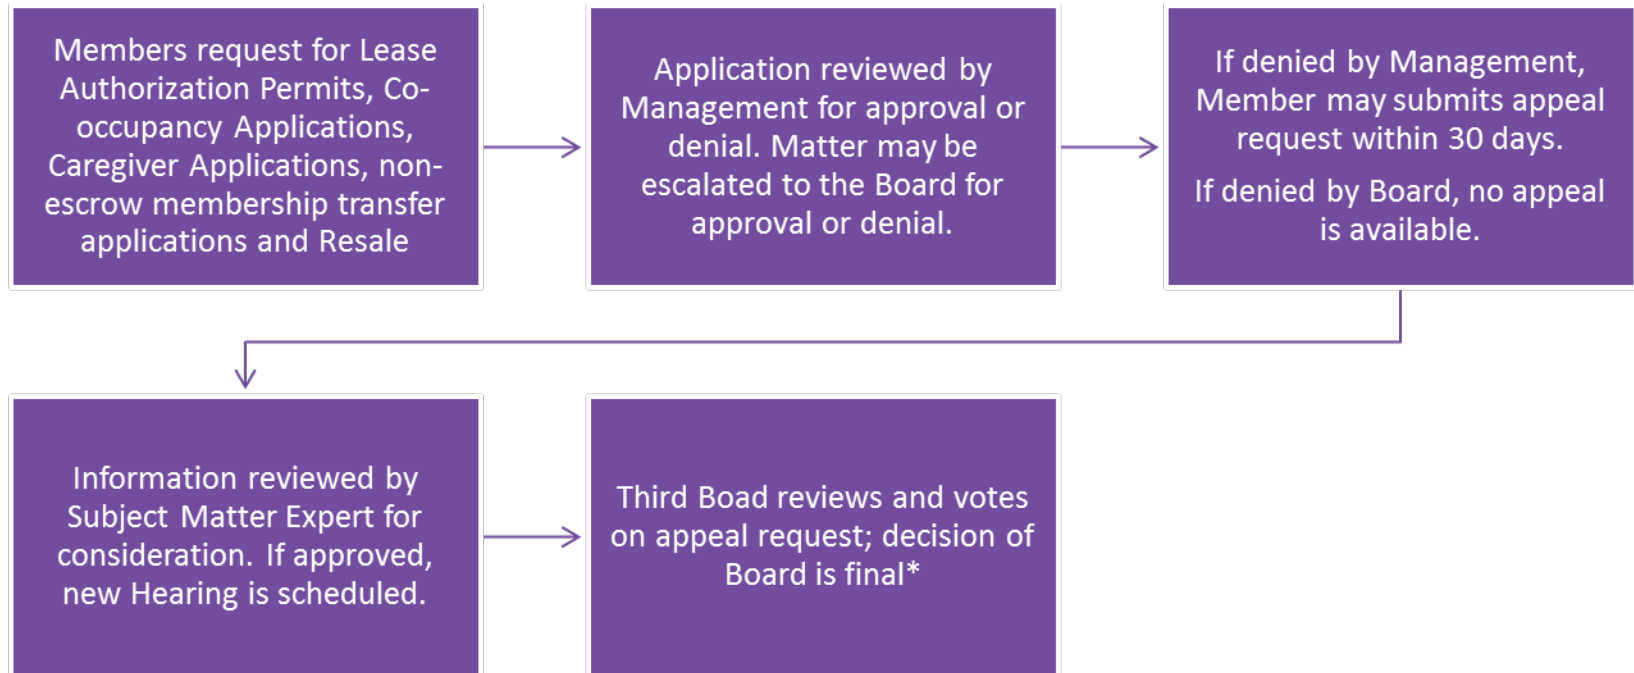 Members request for Lease
Authorization Permits, Co-
occupancy Applications,
Caregiver Applications, non-
escrow membership transfer
applications and Resale
Application reviewed by
Management for approval or
denial. Matter may be
escalated to the Board for
approval or denial.
If denied by Management,
Member may submits appeal
request within 30 days.
If denied by Board, no appeal
is available.
Information reviewed by
Subject Matter Expert for
consideration. If approved,
new Hearing is scheduled.
Third Boad reviews and votes
on appeal request; decision of
Board is final*